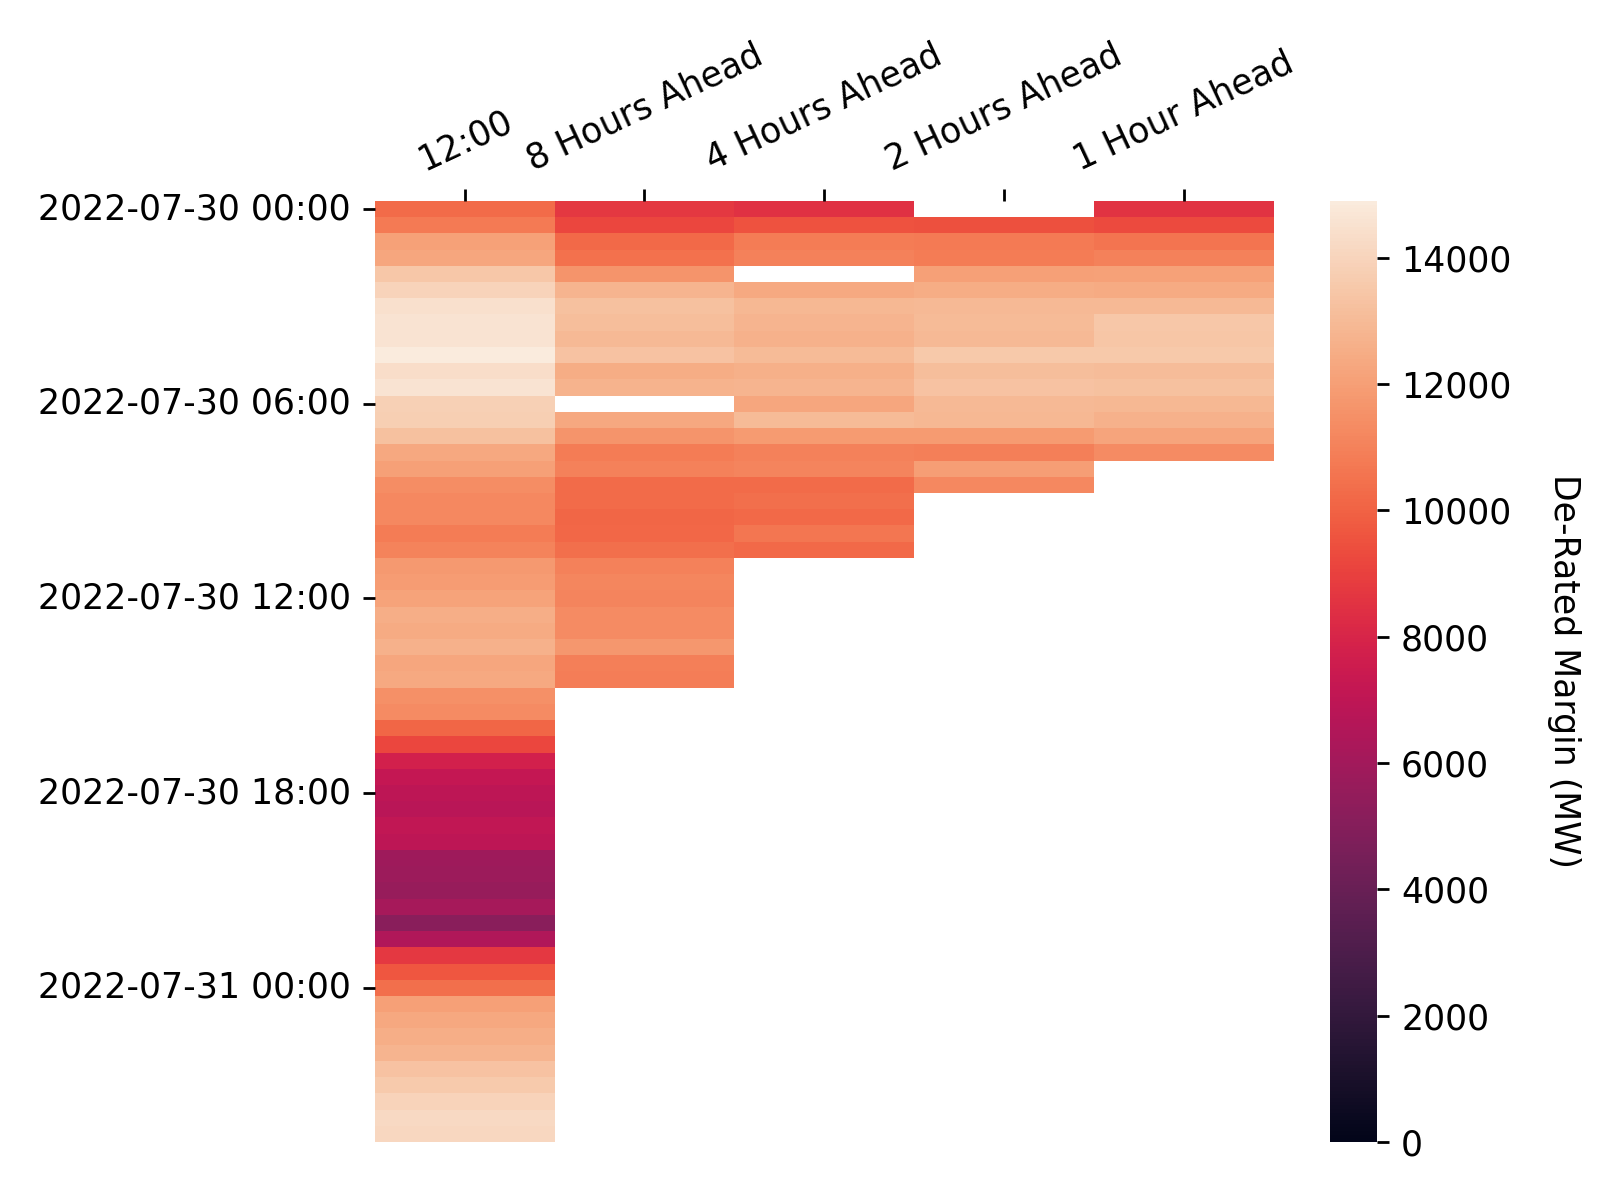 12:00
8 Hours Ahead
4 Hours Ahead
2 Hours Ahead
1 Hour Ahead
2022-07-30 00:00
2022-07-30 06:00
2022-07-30 12:00
2022-07-30 18:00
2022-07-31 00:00
14000
12000
10000
8000
6000
4000
2000
0
De-Rated Margin (MW)